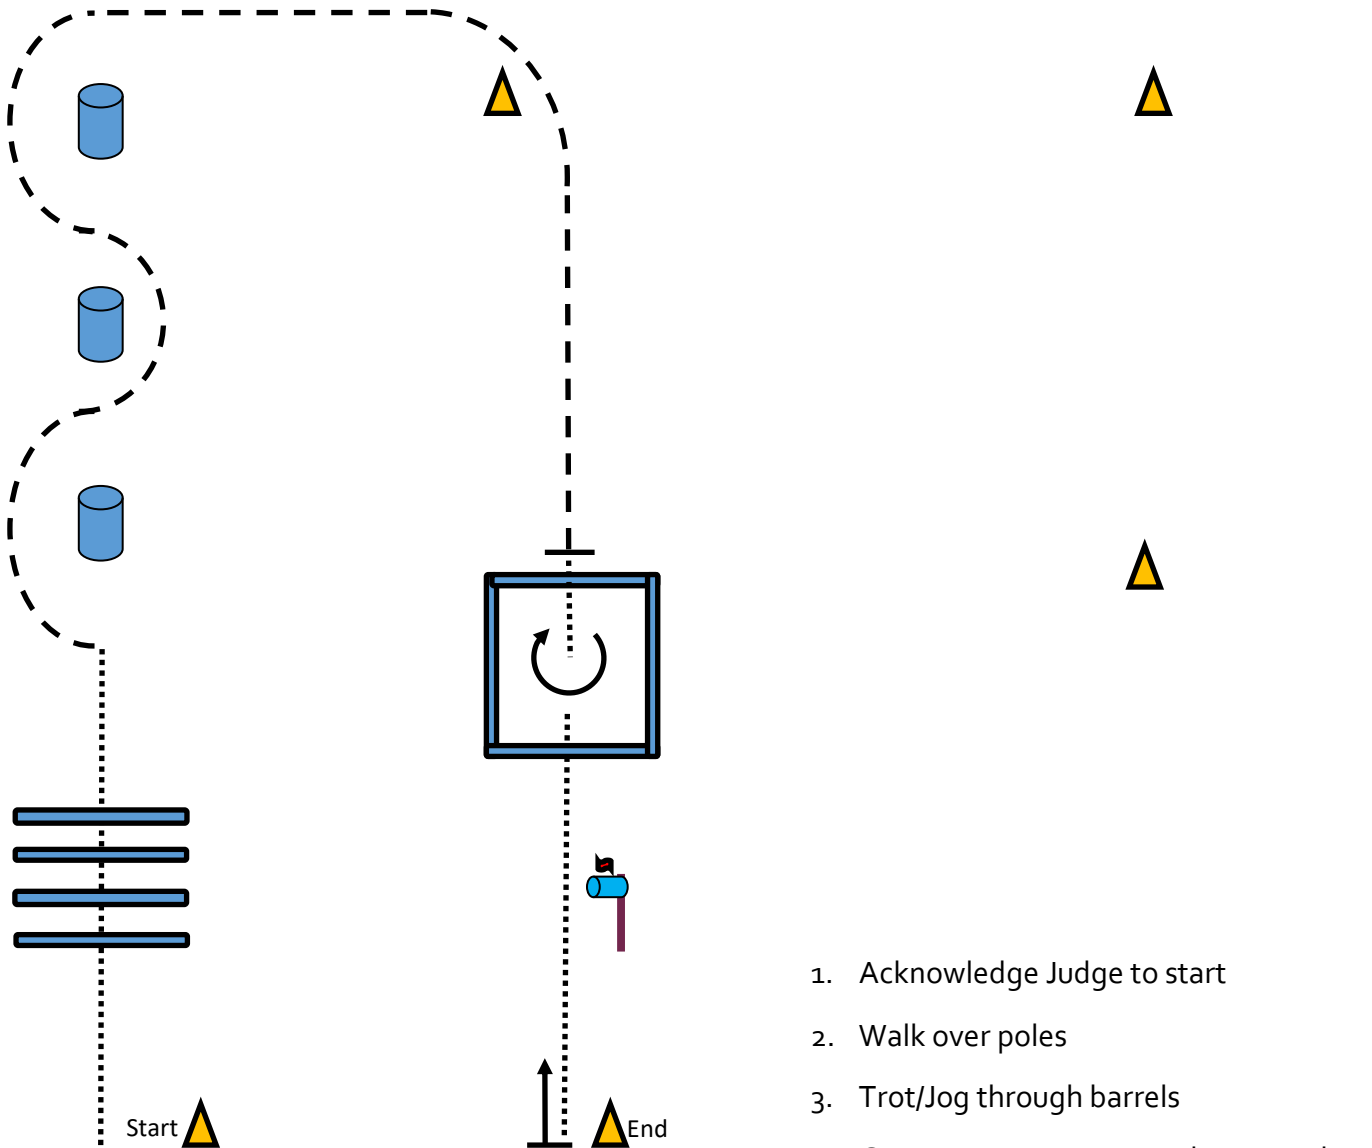 Start
End
1. Acknowledge Judge to start
2. Walk over poles
3. Trot/Jog through barrels